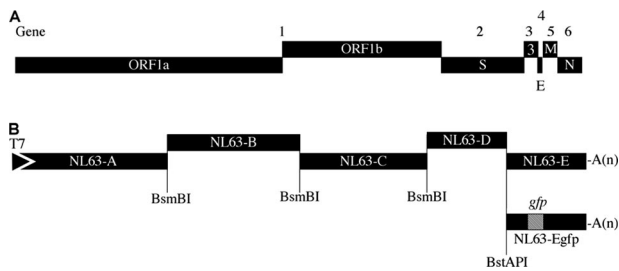 A
4
Gene 1 2 3 5 6
ORF1b 3 M
ORF1a S N
E
B
T7
NL63-B NL63-D
NL63-A NL63-C NL63-E -A(n)
BsmBI BsmBI BsmBI
gfp
-A(n)
NL63-Egfp
BstAPI